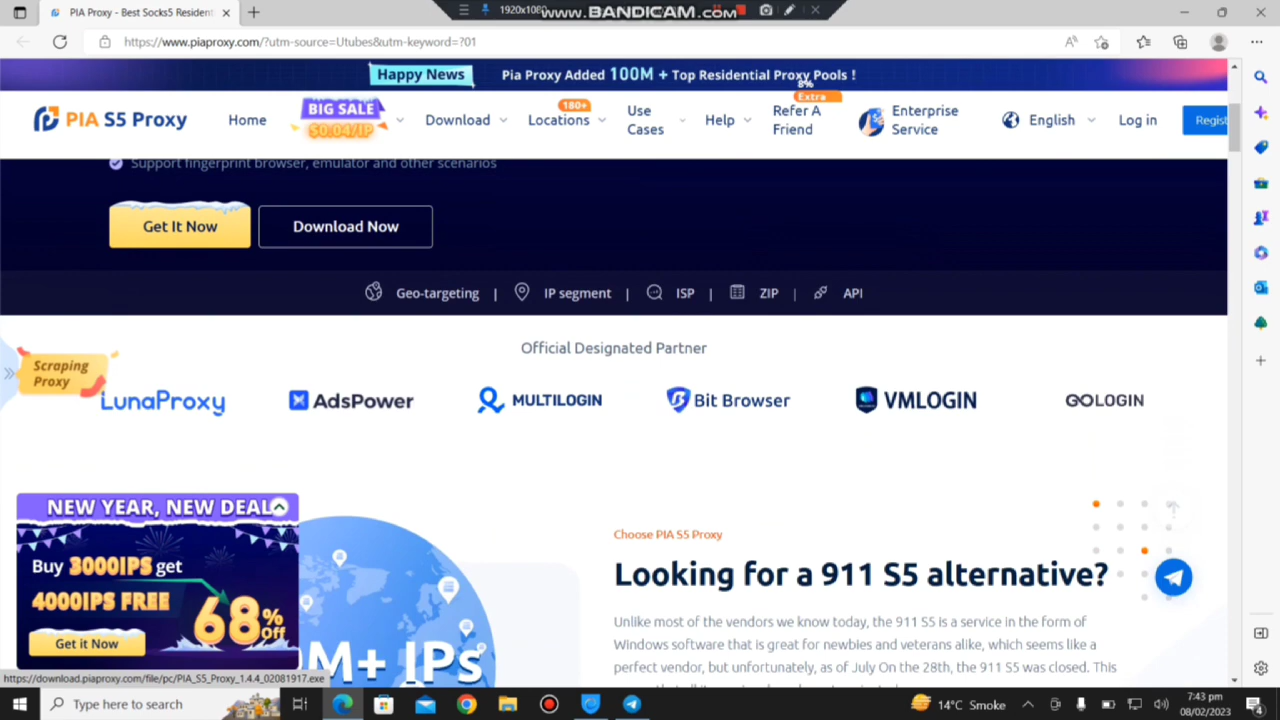 PIA Proxy - Best Socks5 Resident
1920x1080
www.BANDICAM.com
https://www.piaproxy.com/?utm-source=Utubes&utm-keyword=?01
Happy News
Pia Proxy Added 100M + Top Residential Proxy Pools !
PIA S5 Proxy
Home
BIG SALE
$0.04/IP
Download
180+
Locations
Use
Cases
Help
8%
Extra
Refer A
Friend
Enterprise
Service
English
Log in
Regist
Support fingerprint browser, emulator and other scenarios
Get It Now
Download Now
Geo-targeting | IP segment | ISP | ZIP | API
Official Designated Partner
Scraping
Proxy
LunaProxy
AdsPower
MULTILOGIN
Bit Browser
VMLOGIN
GOLOGIN
NEW YEAR, NEW DEAL
Buy 3000IPS get
4000IPS FREE
68% Off
Get it Now
M+ IPs
Choose PIA S5 Proxy
Looking for a 911 S5 alternative?
Unlike most of the vendors we know today, the 911 S5 is a service in the form of
Windows software that is great for newbies and veterans alike, which seems like a
perfect vendor, but unfortunately, as of July On the 28th, the 911 S5 was closed. This
https://download.piaproxy.com/file/pc/PIA_S5_Proxy_1.4.4_02081917.exe
Type here to search
14°C Smoke
7:43 pm
08/02/2023
4